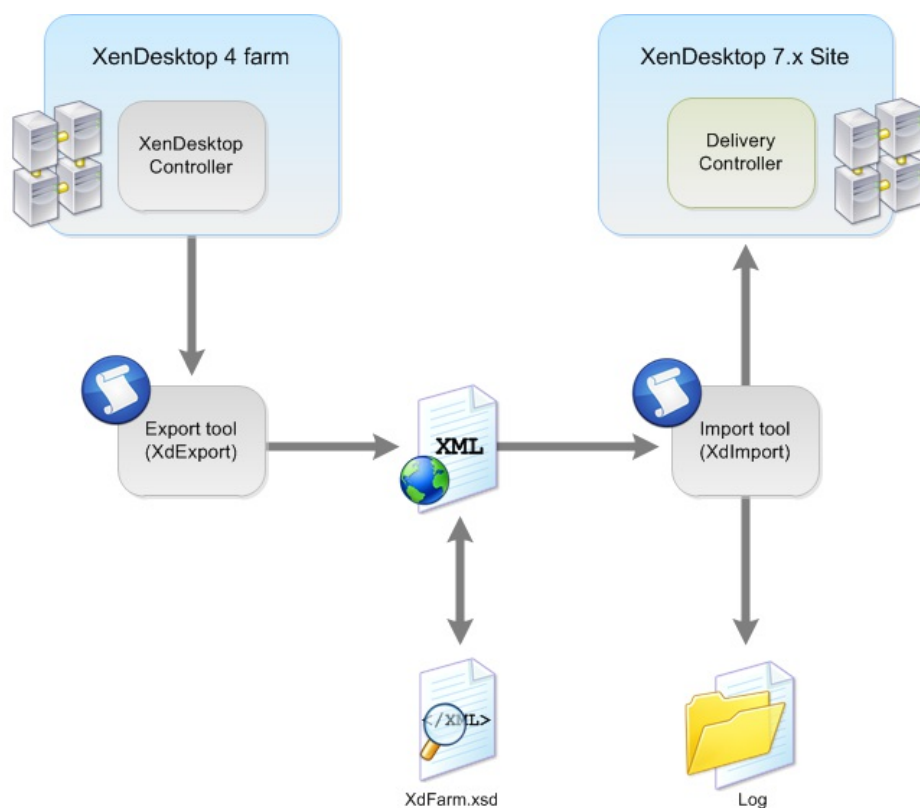 XenDesktop 4 farm
XenDesktop 7.x Site
XenDesktop
Controller
Delivery
Controller
Export tool
(XdExport)
XML
Import tool
(XdImport)
</XML>
XdFarm.xsd
Log